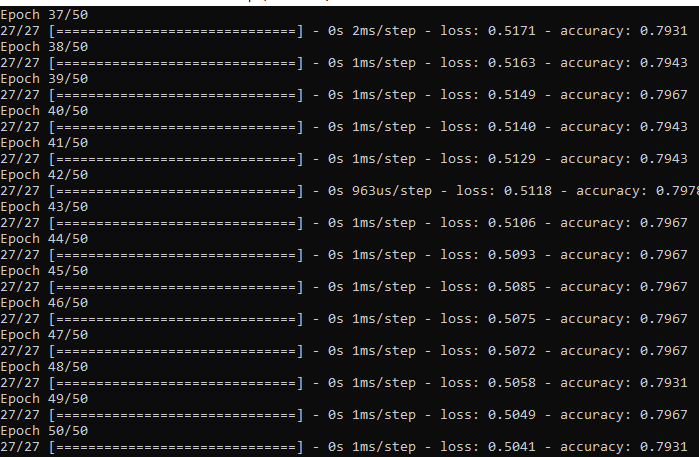 Epoch 37/50
27/27 [==============================] - 0s 2ms/step - loss: 0.5171 - accuracy: 0.7931
Epoch 38/50
27/27 [==============================] - 0s 1ms/step - loss: 0.5163 - accuracy: 0.7943
Epoch 39/50
27/27 [==============================] - 0s 1ms/step - loss: 0.5149 - accuracy: 0.7967
Epoch 40/50
27/27 [==============================] - 0s 1ms/step - loss: 0.5140 - accuracy: 0.7943
Epoch 41/50
27/27 [==============================] - 0s 1ms/step - loss: 0.5129 - accuracy: 0.7943
Epoch 42/50
27/27 [==============================] - 0s 963us/step - loss: 0.5118 - accuracy: 0.7978
Epoch 43/50
27/27 [==============================] - 0s 1ms/step - loss: 0.5106 - accuracy: 0.7967
Epoch 44/50
27/27 [==============================] - 0s 1ms/step - loss: 0.5093 - accuracy: 0.7967
Epoch 45/50
27/27 [==============================] - 0s 1ms/step - loss: 0.5085 - accuracy: 0.7967
Epoch 46/50
27/27 [==============================] - 0s 1ms/step - loss: 0.5075 - accuracy: 0.7967
Epoch 47/50
27/27 [==============================] - 0s 1ms/step - loss: 0.5072 - accuracy: 0.7967
Epoch 48/50
27/27 [==============================] - 0s 1ms/step - loss: 0.5058 - accuracy: 0.7931
Epoch 49/50
27/27 [==============================] - 0s 1ms/step - loss: 0.5049 - accuracy: 0.7967
Epoch 50/50
27/27 [==============================] - 0s 1ms/step - loss: 0.5041 - accuracy: 0.7931